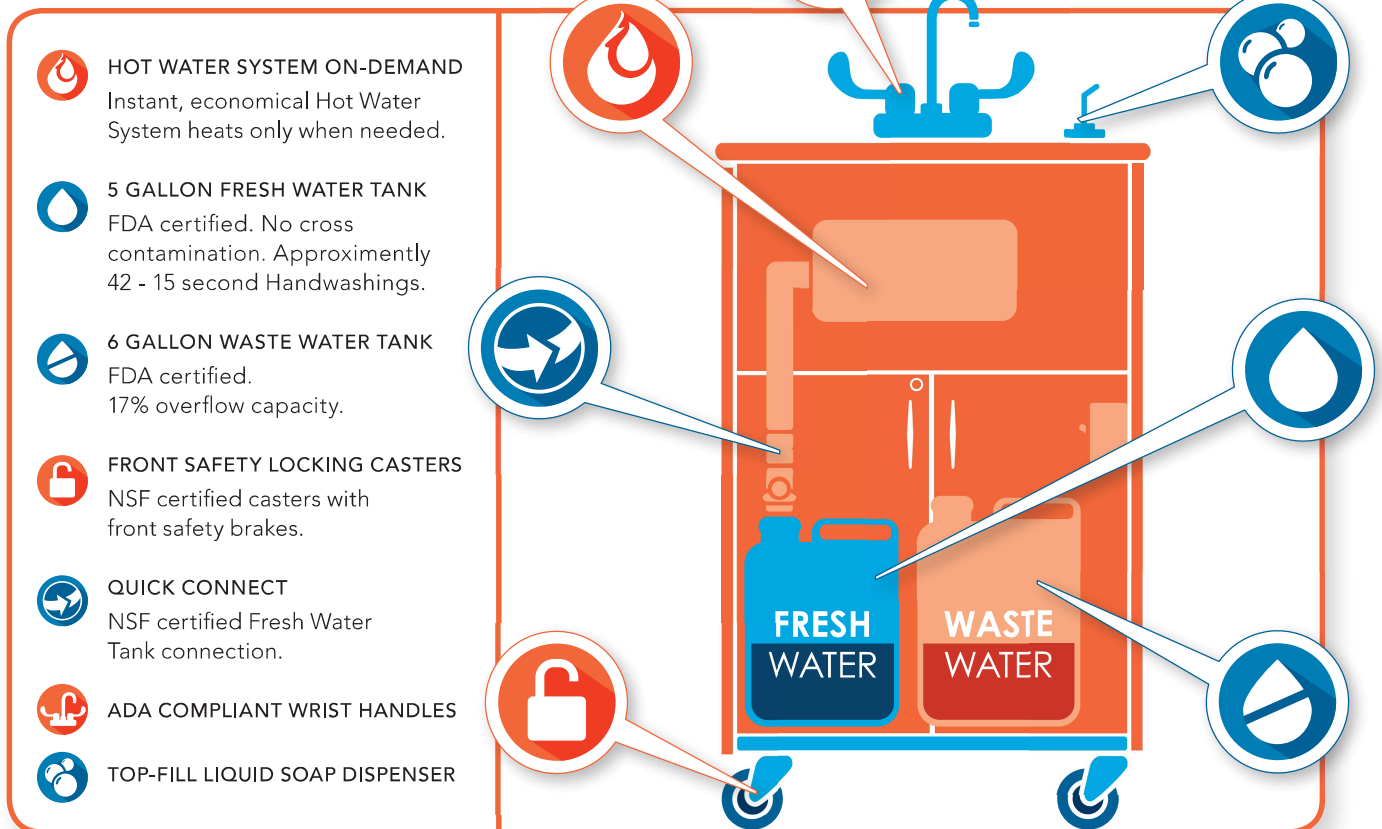 HOT WATER SYSTEM ON-DEMAND
Instant, economical Hot Water
System heats only when needed.
5 GALLON FRESH WATER TANK
FDA certified. No cross
contamination. Approximently
42 - 15 second Handwashings.
6 GALLON WASTE WATER TANK
FDA certified.
17% overflow capacity.
FRONT SAFETY LOCKING CASTERS
NSF certified casters with
front safety brakes.
QUICK CONNECT
NSF certified Fresh Water
Tank connection.
ADA COMPLIANT WRIST HANDLES
TOP-FILL LIQUID SOAP DISPENSER
FRESH
WATER
WASTE
WATER